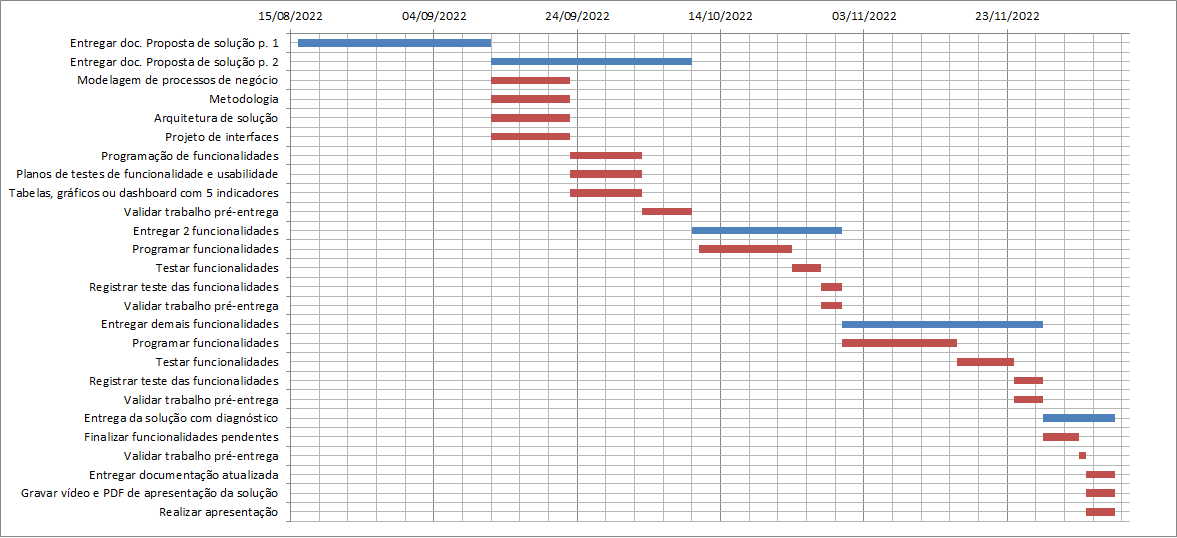 15/08/2022 04/09/2022 24/09/2022 14/10/2022 03/11/2022 23/11/2022
Entregar doc. Proposta de solução p. 1
Entregar doc. Proposta de solução p. 2
Modelagem de processos de negócio
Metodologia
Arquitetura de solução
Projeto de interfaces
Programação de funcionalidades
Planos de testes de funcionalidade e usabilidade
Tabelas, gráficos ou dashboard com 5 indicadores
Validar trabalho pré-entrega
Entregar 2 funcionalidades
Programar funcionalidades
Testar funcionalidades
Registrar teste das funcionalidades
Validar trabalho pré-entrega
Entregar demais funcionalidades
Programar funcionalidades
Testar funcionalidades
Registrar teste das funcionalidades
Validar trabalho pré-entrega
Entrega da solução com diagnóstico
Finalizar funcionalidades pendentes
Validar trabalho pré-entrega
Entregar documentação atualizada
Gravar vídeo e PDF de apresentação da solução
Realizar apresentação